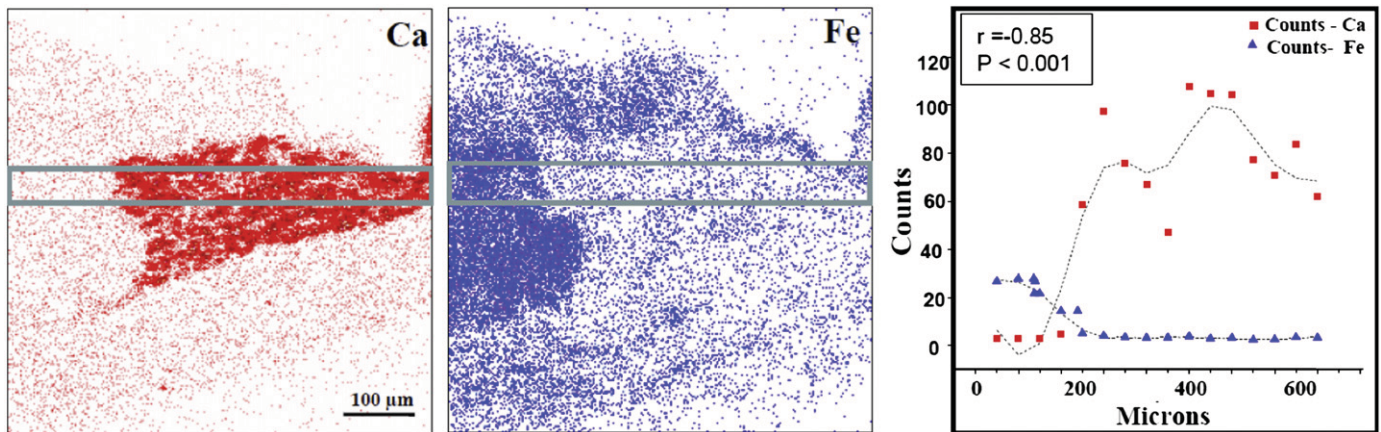 Ca
100 µm
Fe
r =-0.85
P < 0.001
Counts - Ca
Counts- Fe
Counts
120
100
80
60
40
20
0
0 200 400 600
Microns